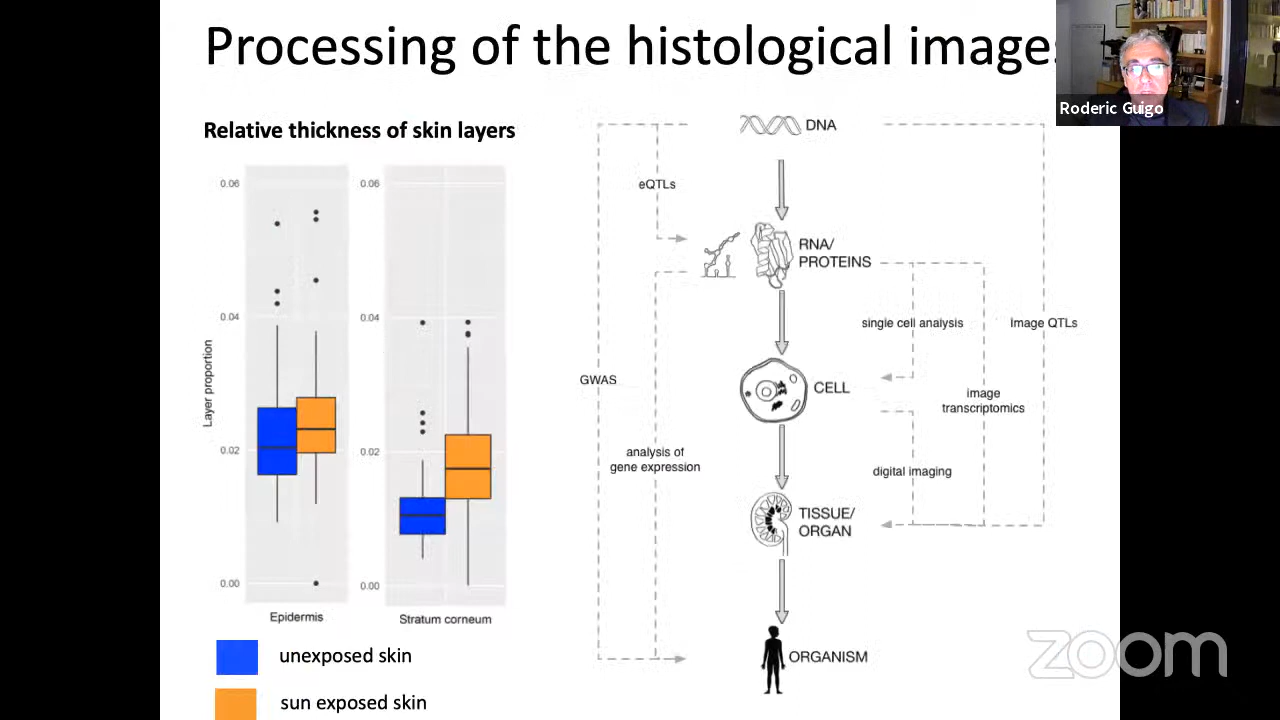 Processing of the histological images
Roderic Guigo
Relative thickness of skin layers
0.06
0.04
0.02
0.00
Layer proportion
Epidermis
0.06
0.04
0.02
0.00
Stratum corneum
unexposed skin
sun exposed skin
DNA
eQTLs
RNA/
PROTEINS
single cell analysis
Image QTLs
GWAS
CELL
image
transcriptomics
analysis of
gene expression
digital imaging
TISSUE/
ORGAN
ORGANISM
zoom